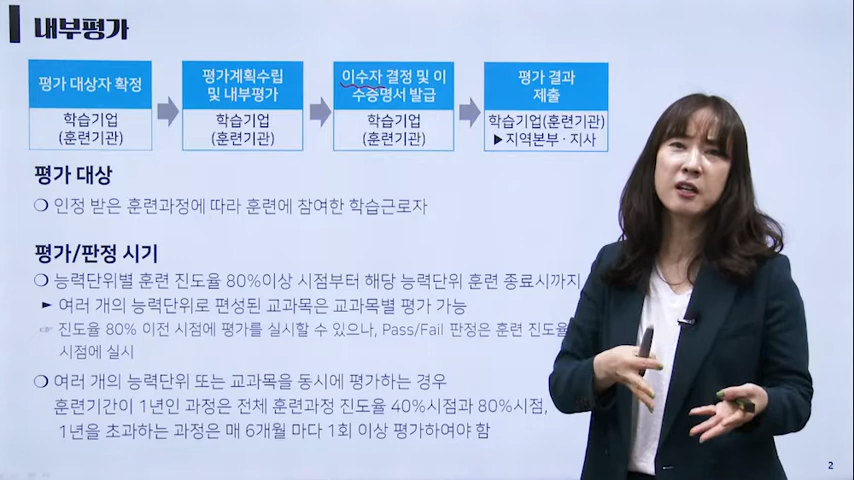 내부평가
평가 대상자 확정
학습기업
(훈련기관)
평가계획수립
및 내부평가
학습기업
(훈련기관)
이수자 결정 및 이
수증명서 발급
학습기업
(훈련기관)
평가 결과
제출
학습기업(훈련기관)
▶지역본부 · 지사
평가 대상
❍ 인정 받은 훈련과정에 따라 훈련에 참여한 학습근로자
평가/판정 시기
❍ 능력단위별 훈련 진도율 80%이상 시점부터 해당 능력단위 훈련 종료시까지
► 여러 개의 능력단위로 편성된 교과목은 교과목별 평가 가능
☞ 진도율 80% 이전 시점에 평가를 실시할 수 있으나, Pass/Fail 판정은 훈련 진도율
시점에 실시
❍ 여러 개의 능력단위 또는 교과목을 동시에 평가하는 경우
훈련기간이 1년인 과정은 전체 훈련과정 진도율 40%시점과 80%시점,
1년을 초과하는 과정은 매 6개월 마다 1회 이상 평가하여야 함
2